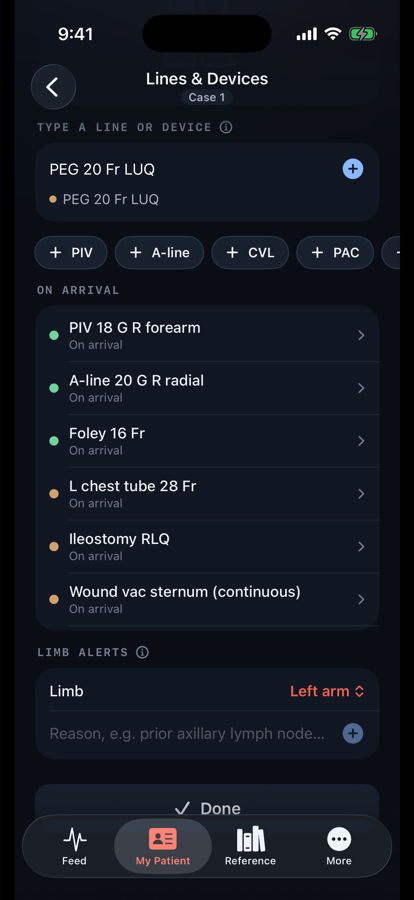 9:41
Lines & Devices
Case 1
TYPE A LINE OR DEVICE
PEG 20 Fr LUQ
PEG 20 Fr LUQ
+ PIV + A-line + CVL + PAC
ON ARRIVAL
PIV 18 G R forearm
On arrival
A-line 20 G R radial
On arrival
Foley 16 Fr
On arrival
L chest tube 28 Fr
On arrival
Ileostomy RLQ
On arrival
Wound vac sternum (continuous)
On arrival
LIMB ALERTS
Limb Left arm
Reason, e.g. prior axillary lymph node...
Done
Feed My Patient Reference More